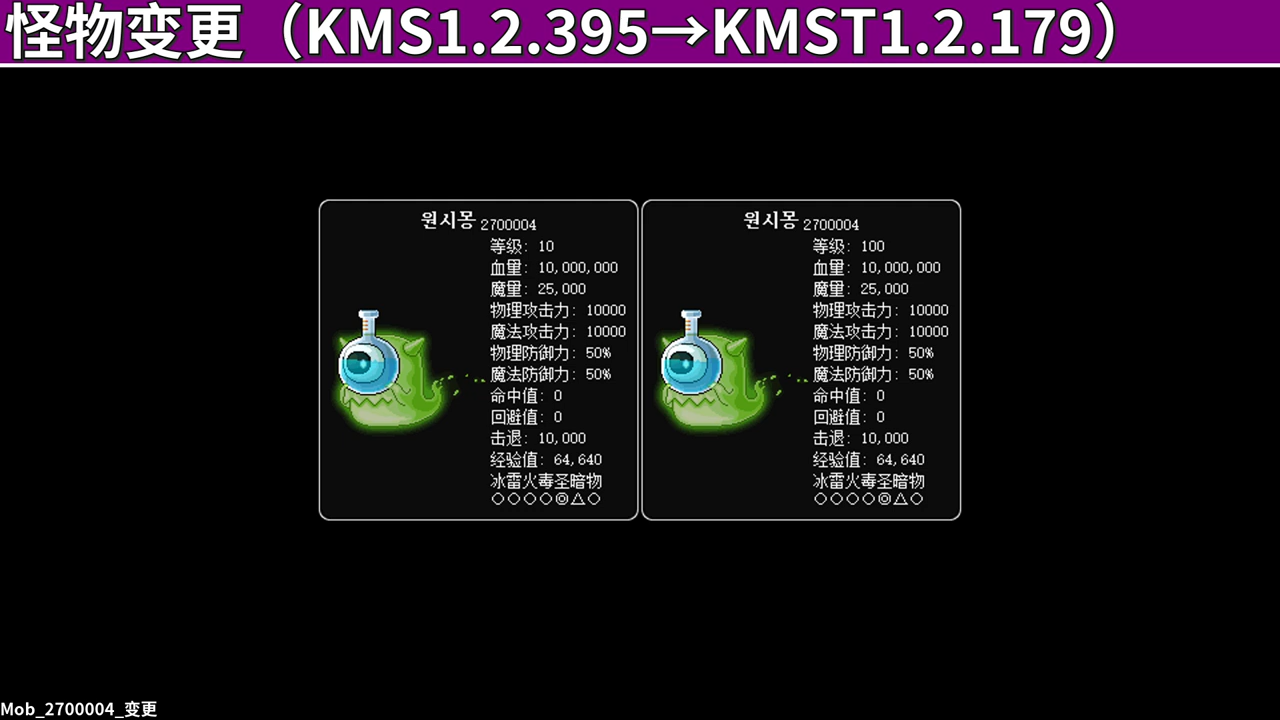 怪物变更（KMS1.2.395→KMST1.2.179）
원시몽 2700004
等级: 10
血量: 10,000,000
魔量: 25,000
物理攻击力: 10000
魔法攻击力: 10000
物理防御力: 50%
魔法防御力: 50%
命中值: 0
回避值: 0
击退: 10,000
经验值: 64,640
冰雷火毒圣暗物
○○○○◎△○
원시몽 2700004
等级: 100
血量: 10,000,000
魔量: 25,000
物理攻击力: 10000
魔法攻击力: 10000
物理防御力: 50%
魔法防御力: 50%
命中值: 0
回避值: 0
击退: 10,000
经验值: 64,640
冰雷火毒圣暗物
○○○○◎△○
Mob_2700004_变更